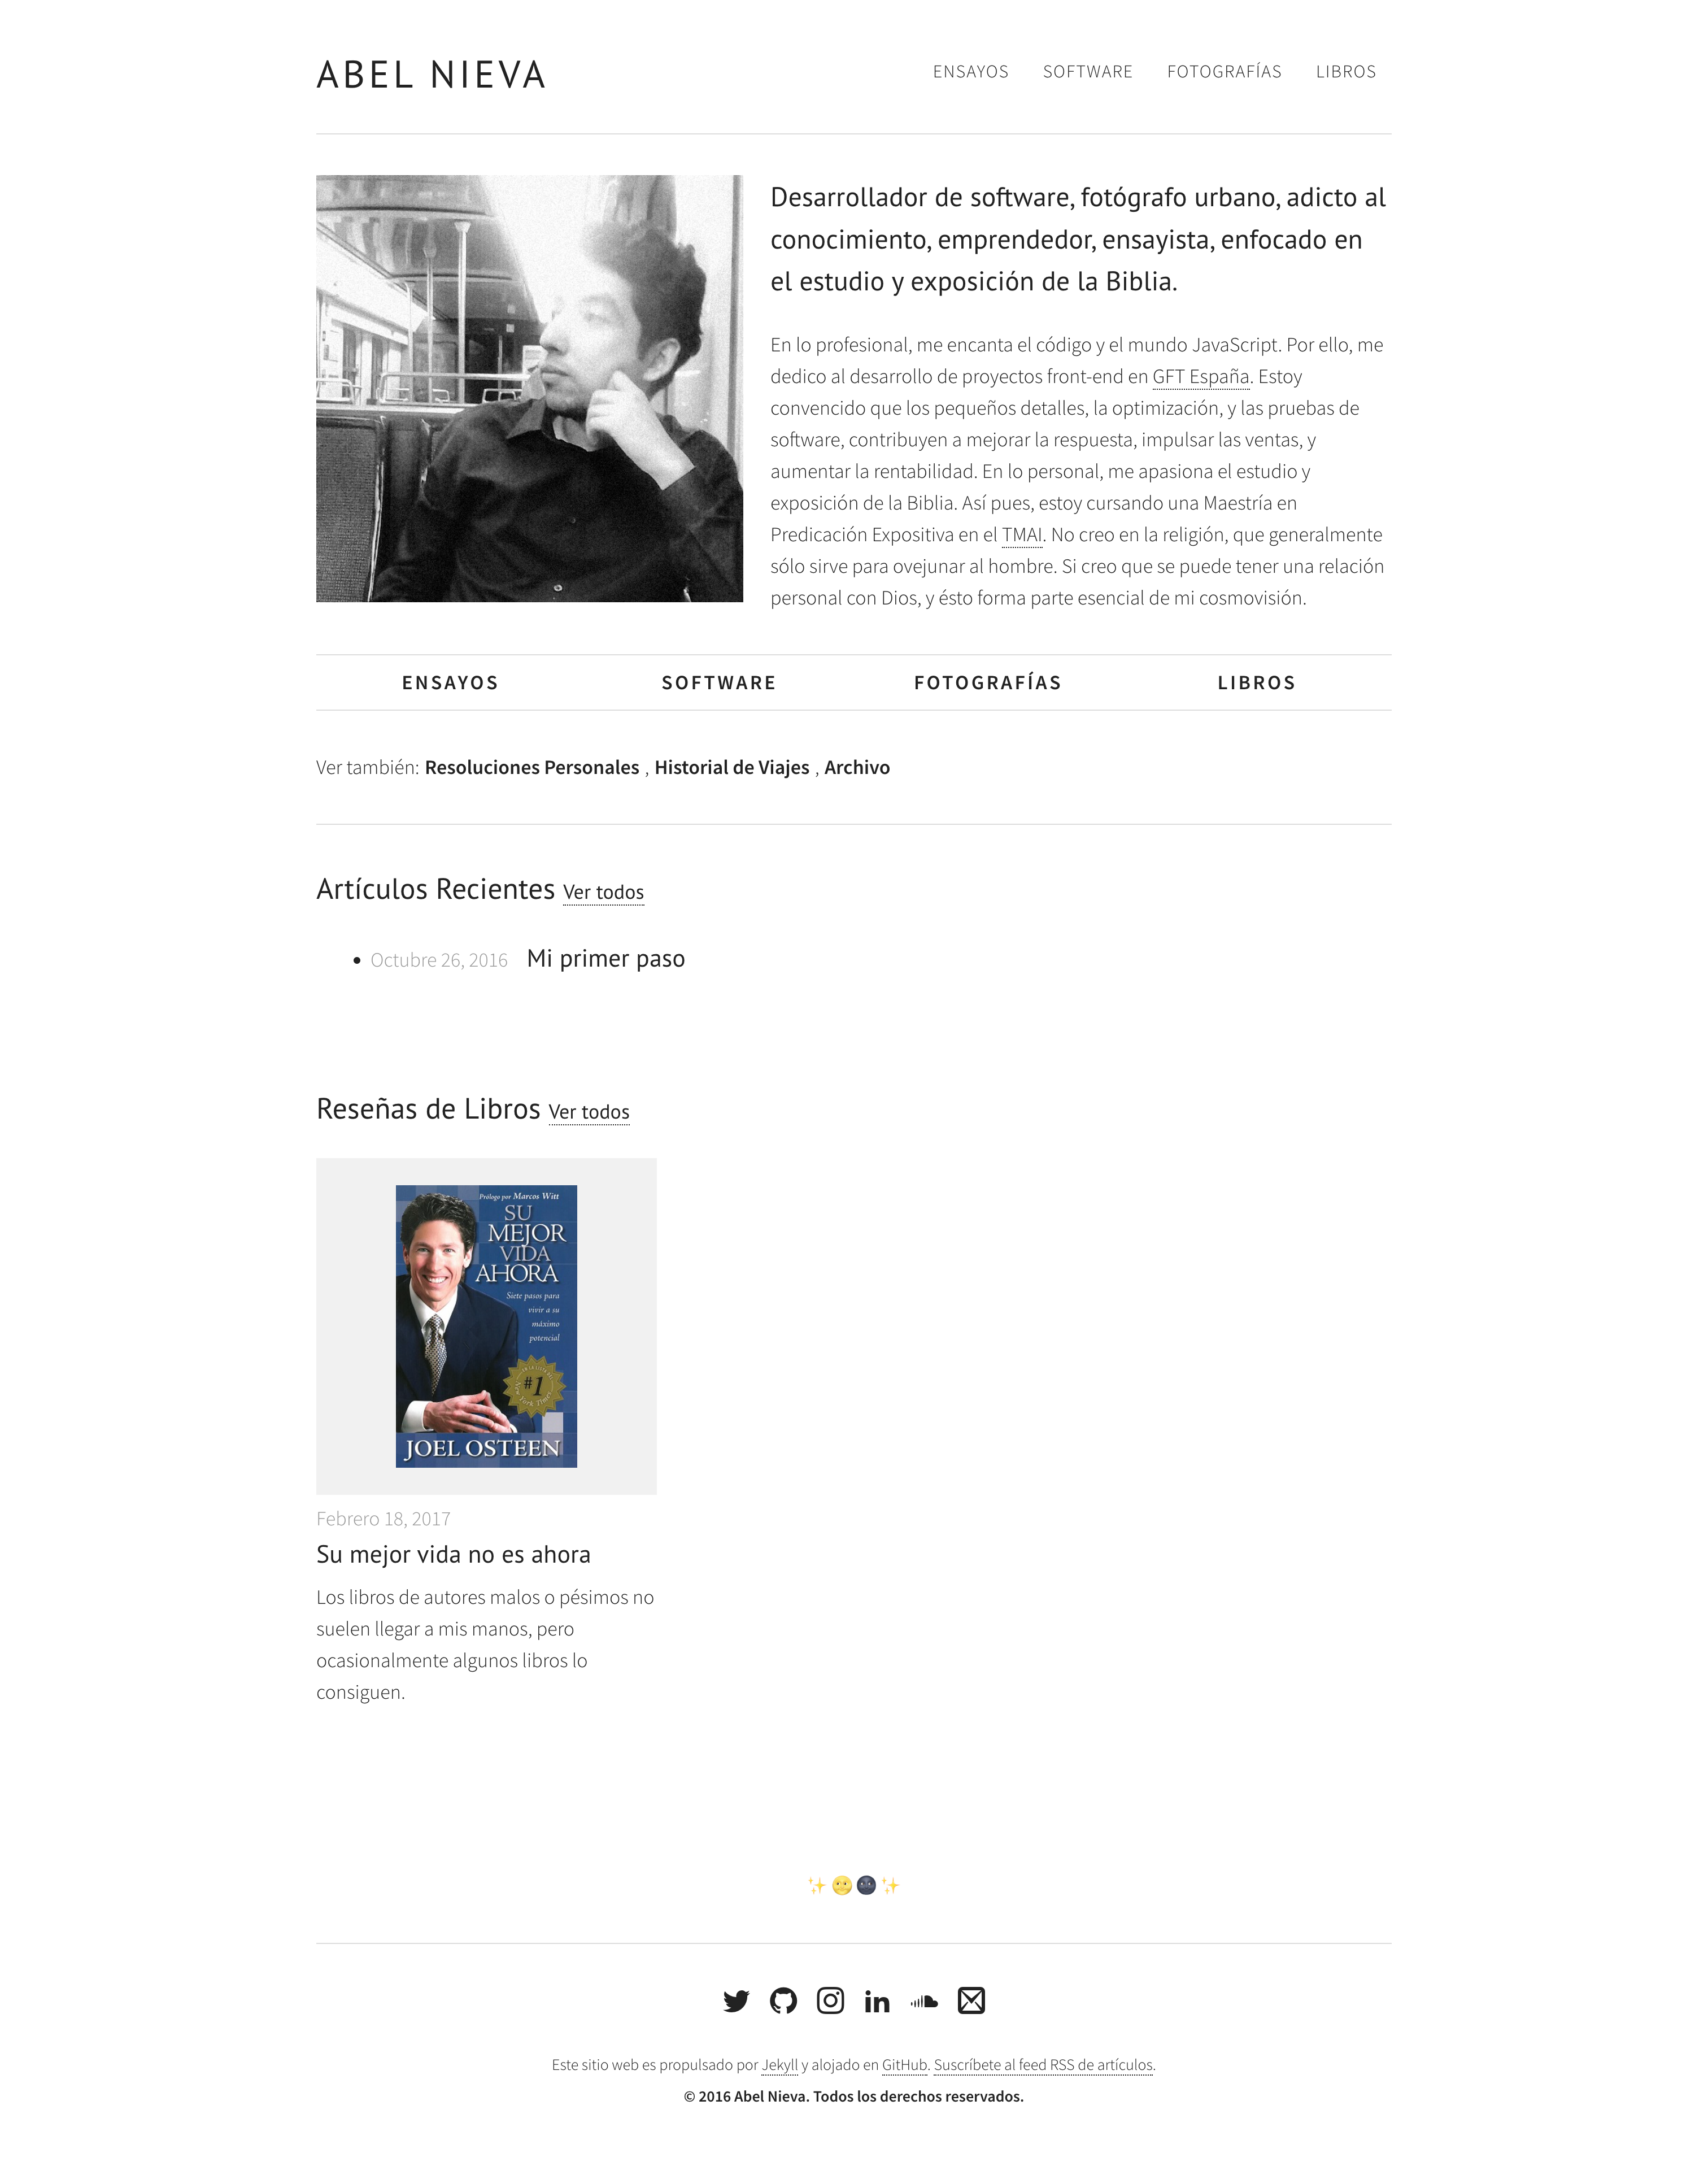 ABEL NIEVA
ENSAYOS SOFTWARE FOTOGRAFÍAS LIBROS
Desarrollador de software, fotógrafo urbano, adicto al
conocimiento, emprendedor, ensayista, enfocado en
el estudio y exposición de la Biblia.
En lo profesional, me encanta el código y el mundo JavaScript. Por ello, me
dedico al desarrollo de proyectos front-end en GFT España. Estoy
convencido que los pequeños detalles, la optimización, y las pruebas de
software, contribuyen a mejorar la respuesta, impulsar las ventas, y
aumentar la rentabilidad. En lo personal, me apasiona el estudio y
exposición de la Biblia. Así pues, estoy cursando una Maestría en
Predicación Expositiva en el TMAI. No creo en la religión, que generalmente
sólo sirve para ovejunar al hombre. Si creo que se puede tener una relación
personal con Dios, y ésto forma parte esencial de mi cosmovisión.
ENSAYOS SOFTWARE FOTOGRAFÍAS LIBROS
Ver también: Resoluciones Personales , Historial de Viajes , Archivo
Artículos Recientes Ver todos
• Octubre 26, 2016 Mi primer paso
Reseñas de Libros Ver todos
Prólogo por Marcos Witt
SU
MEJOR
VIDA
AHORA
Siete pasos para
vivir a su
máximo
potencial
#1
New York Times
JOEL OSTEEN
Febrero 18, 2017
Su mejor vida no es ahora
Los libros de autores malos o pésimos no
suelen llegar a mis manos, pero
ocasionalmente algunos libros lo
consiguen.
Este sitio web es propulsado por Jekyll y alojado en GitHub. Suscríbete al feed RSS de artículos.
© 2016 Abel Nieva. Todos los derechos reservados.